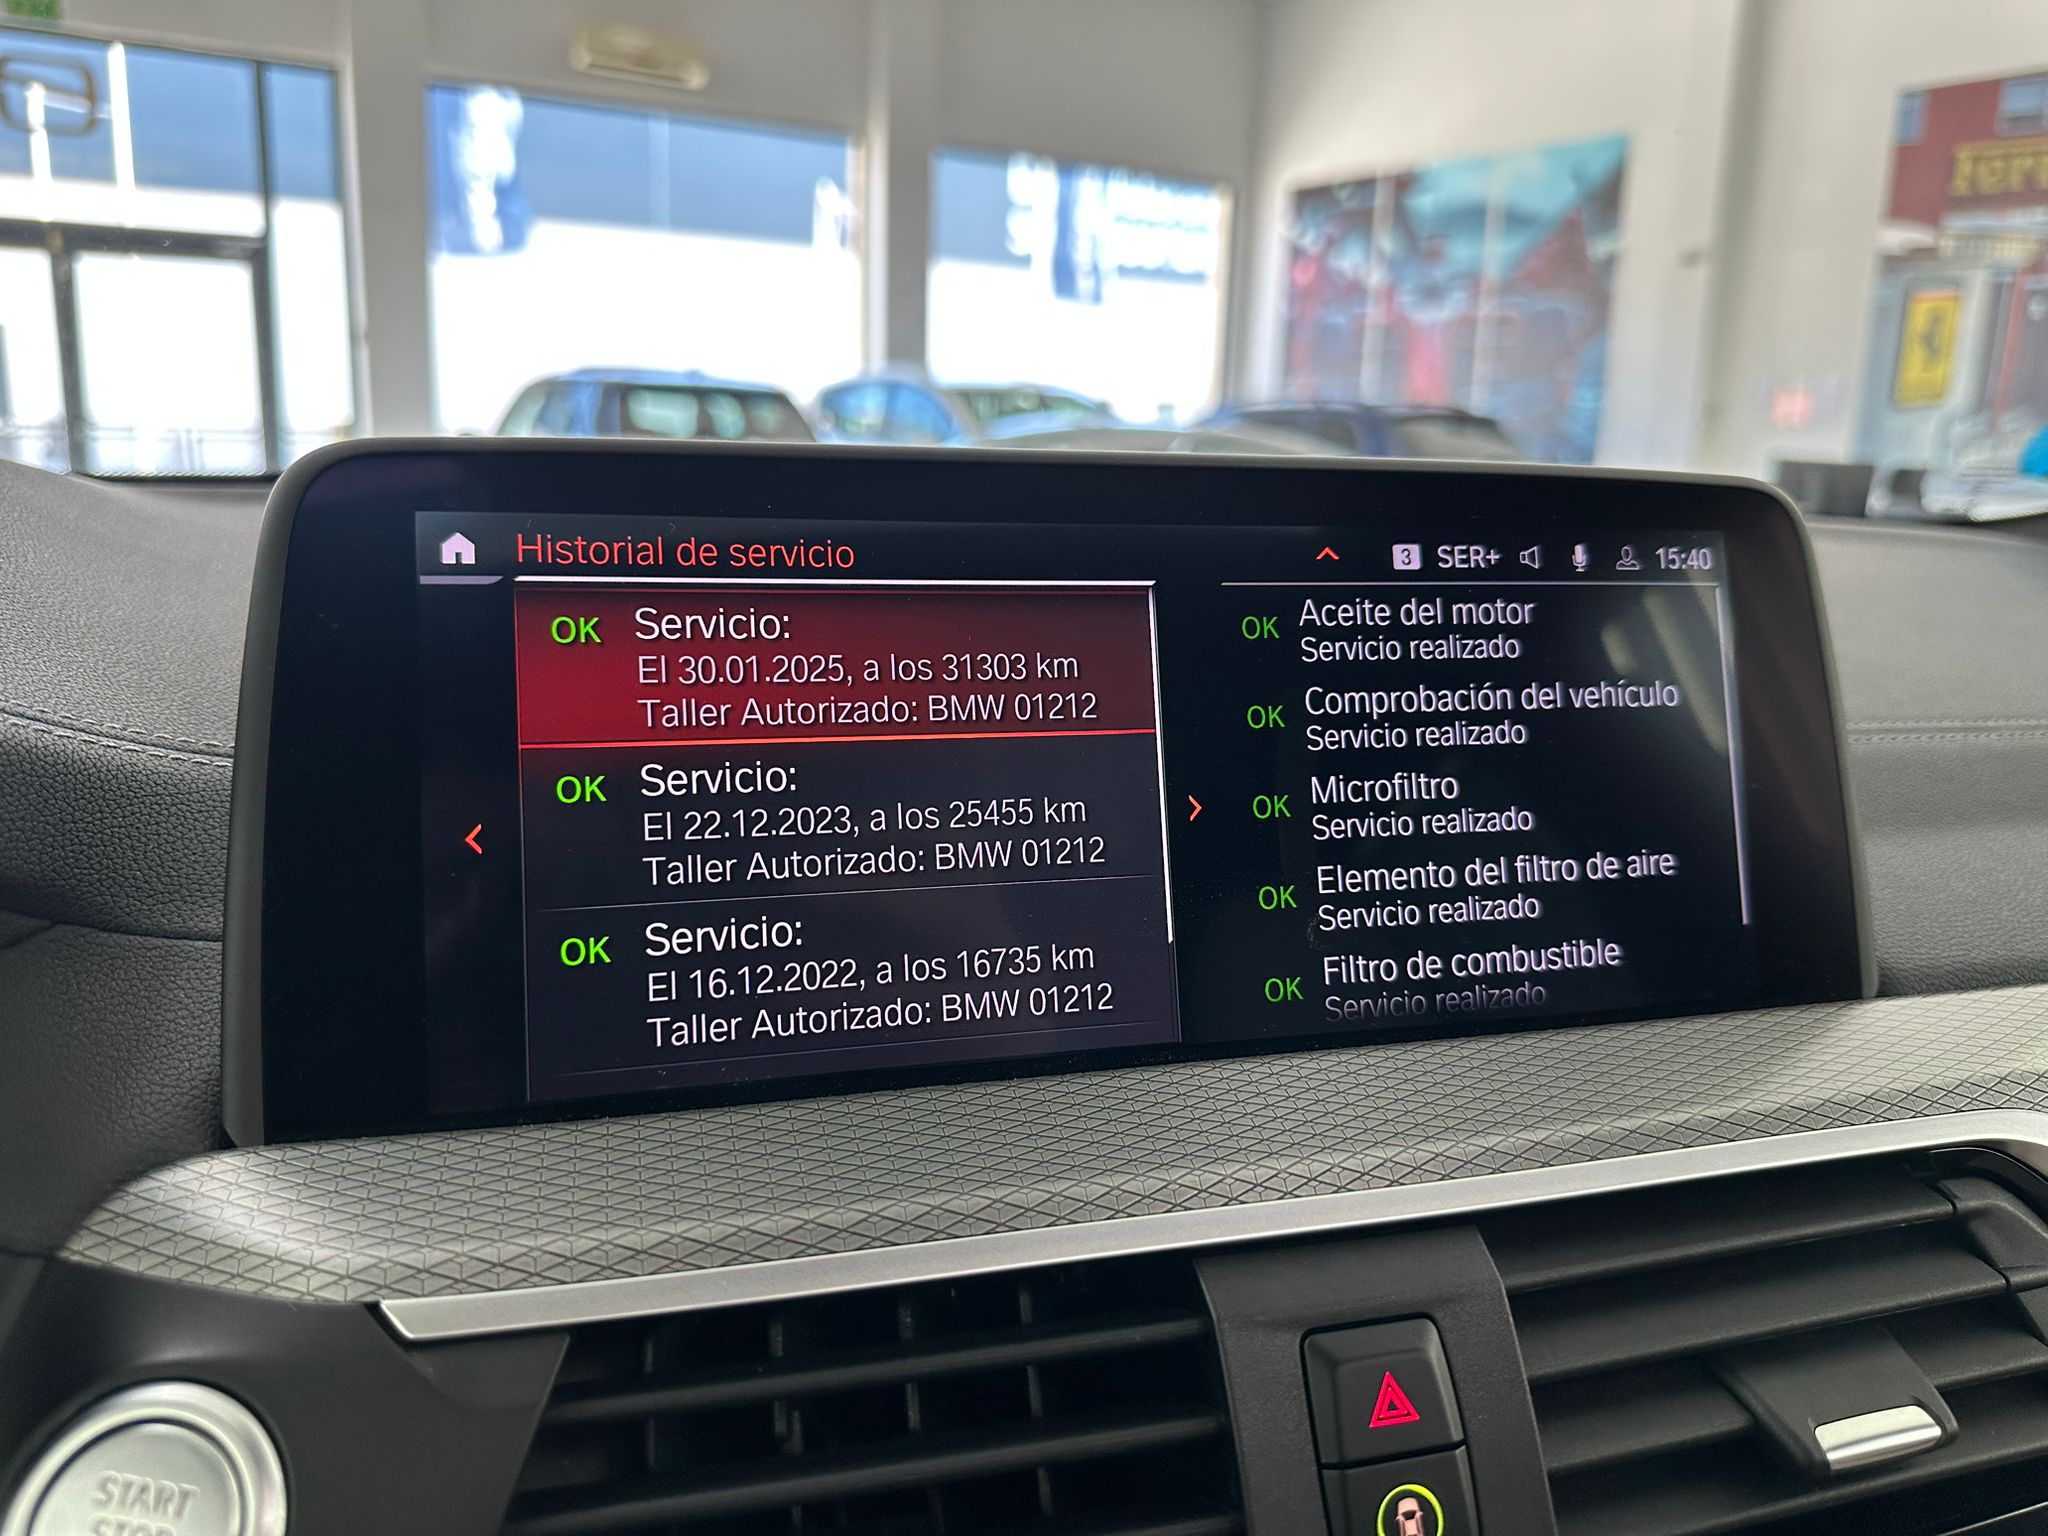 Historial de servicio
3 SER+ 15:40
OK Servicio:
El 30.01.2025, a los 31303 km
Taller Autorizado: BMW 01212
OK Servicio:
El 22.12.2023, a los 25455 km
Taller Autorizado: BMW 01212
OK Servicio:
El 16.12.2022, a los 16735 km
Taller Autorizado: BMW 01212
OK Aceite del motor
Servicio realizado
OK Comprobación del vehículo
Servicio realizado
OK Microfiltro
Servicio realizado
OK Elemento del filtro de aire
Servicio realizado
OK Filtro de combustible
Servicio realizado
START
STOP